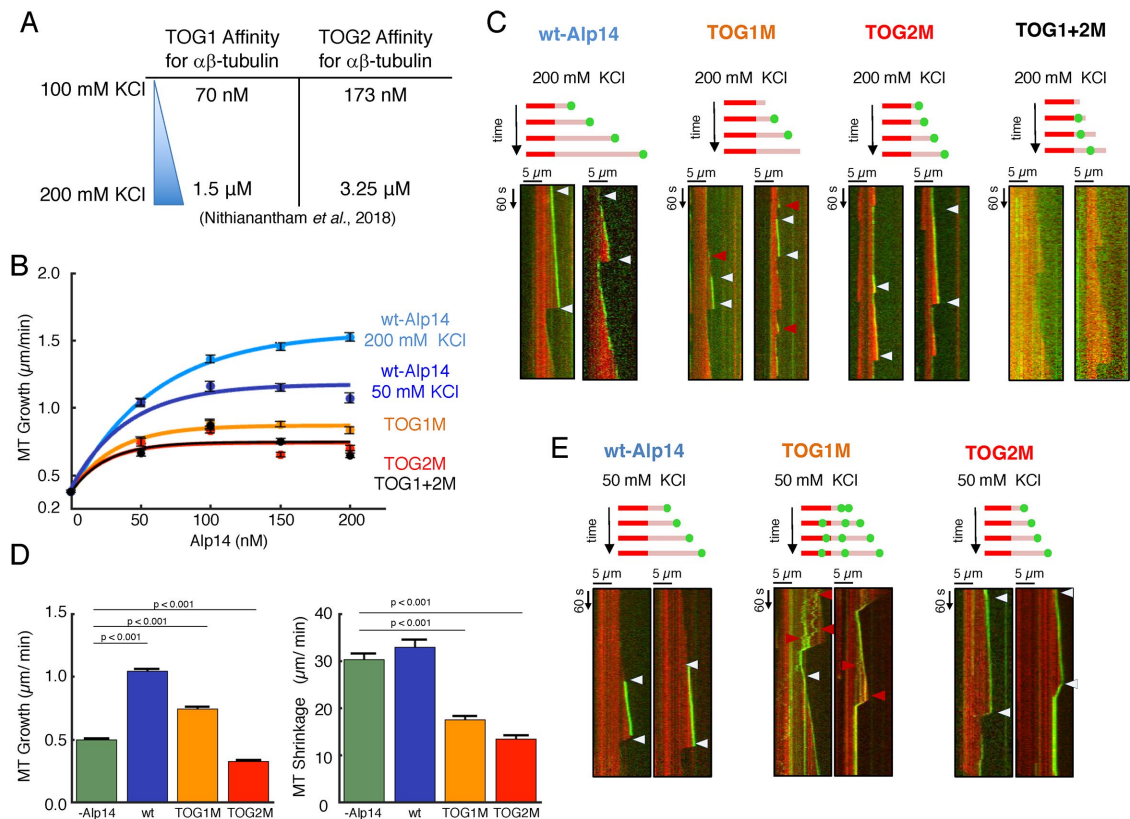 A
TOG1 Affinity for αβ-tubulin
TOG2 Affinity for αβ-tubulin
100 mM KCl
70 nM
173 nM
200 mM KCl
1.5 µM
3.25 µM
(Nithianantham et al., 2018)
B
MT Growth (µm/min)
2.0
1.5
1.0
0.5
0.2
0
50
100
150
200
Alp14 (nM)
wt-Alp14
200 mM KCl
wt-Alp14
50 mM KCl
TOG1M
TOG2M
TOG1+2M
C
wt-Alp14
TOG1M
TOG2M
TOG1+2M
200 mM KCl
200 mM KCl
200 mM KCl
200 mM KCl
time
time
time
time
5 µm
5 µm
5 µm
5 µm
5 µm
5 µm
5 µm
5 µm
60 s
60 s
60 s
60 s
D
MT Growth (µm/ min)
1.5
1.0
0.5
0.0
p < 0.001
p < 0.001
p < 0.001
-Alp14
wt
TOG1M
TOG2M
MT Shrinkage (µm/ min)
40
30
20
10
0
p < 0.001
p < 0.001
-Alp14
wt
TOG1M
TOG2M
E
wt-Alp14
TOG1M
TOG2M
50 mM KCl
50 mM KCl
50 mM KCl
time
time
time
5 µm
5 µm
5 µm
5 µm
5 µm
5 µm
60 s
60 s
60 s